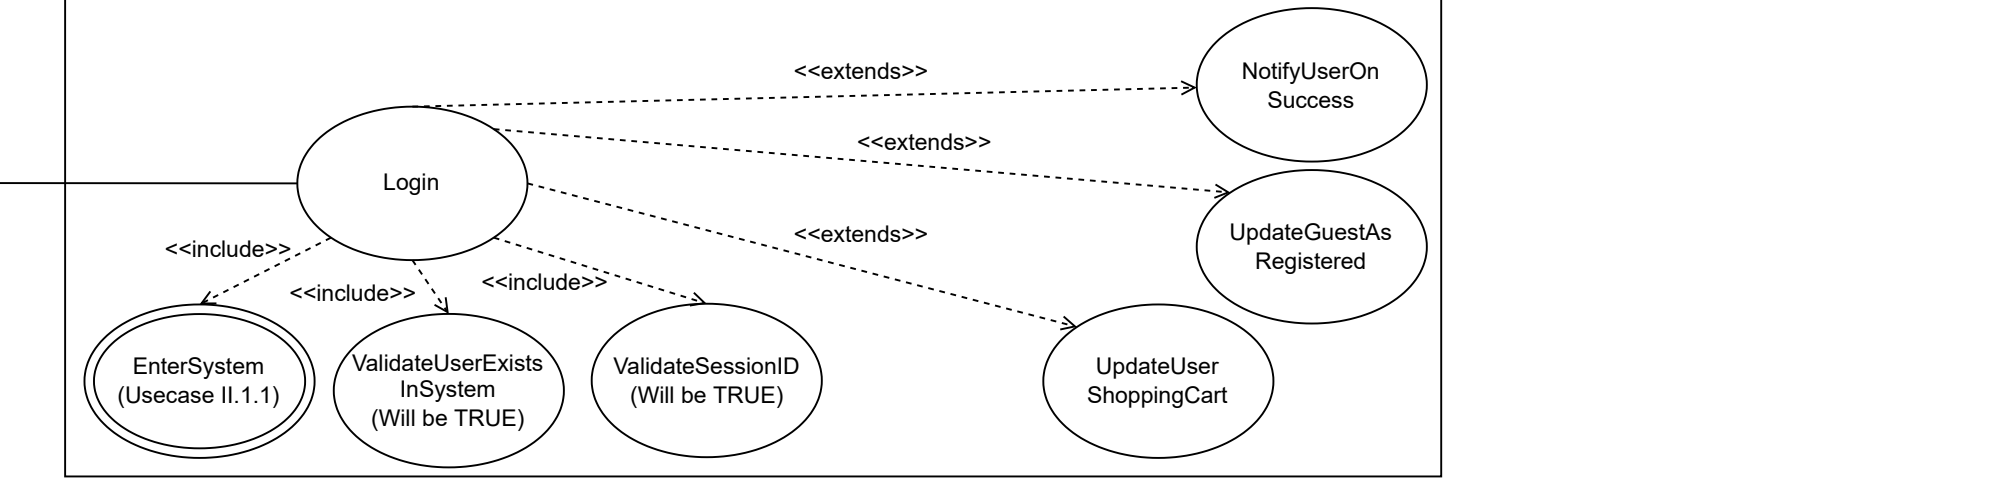 <<extends>>
NotifyUserOn
Success
<<extends>>
Login
<<extends>>
UpdateGuestAs
Registered
<<include>>
<<include>>
<<include>>
EnterSystem
(Usecase II.1.1)
ValidateUserExists
InSystem
(Will be TRUE)
ValidateSessionID
(Will be TRUE)
UpdateUser
ShoppingCart